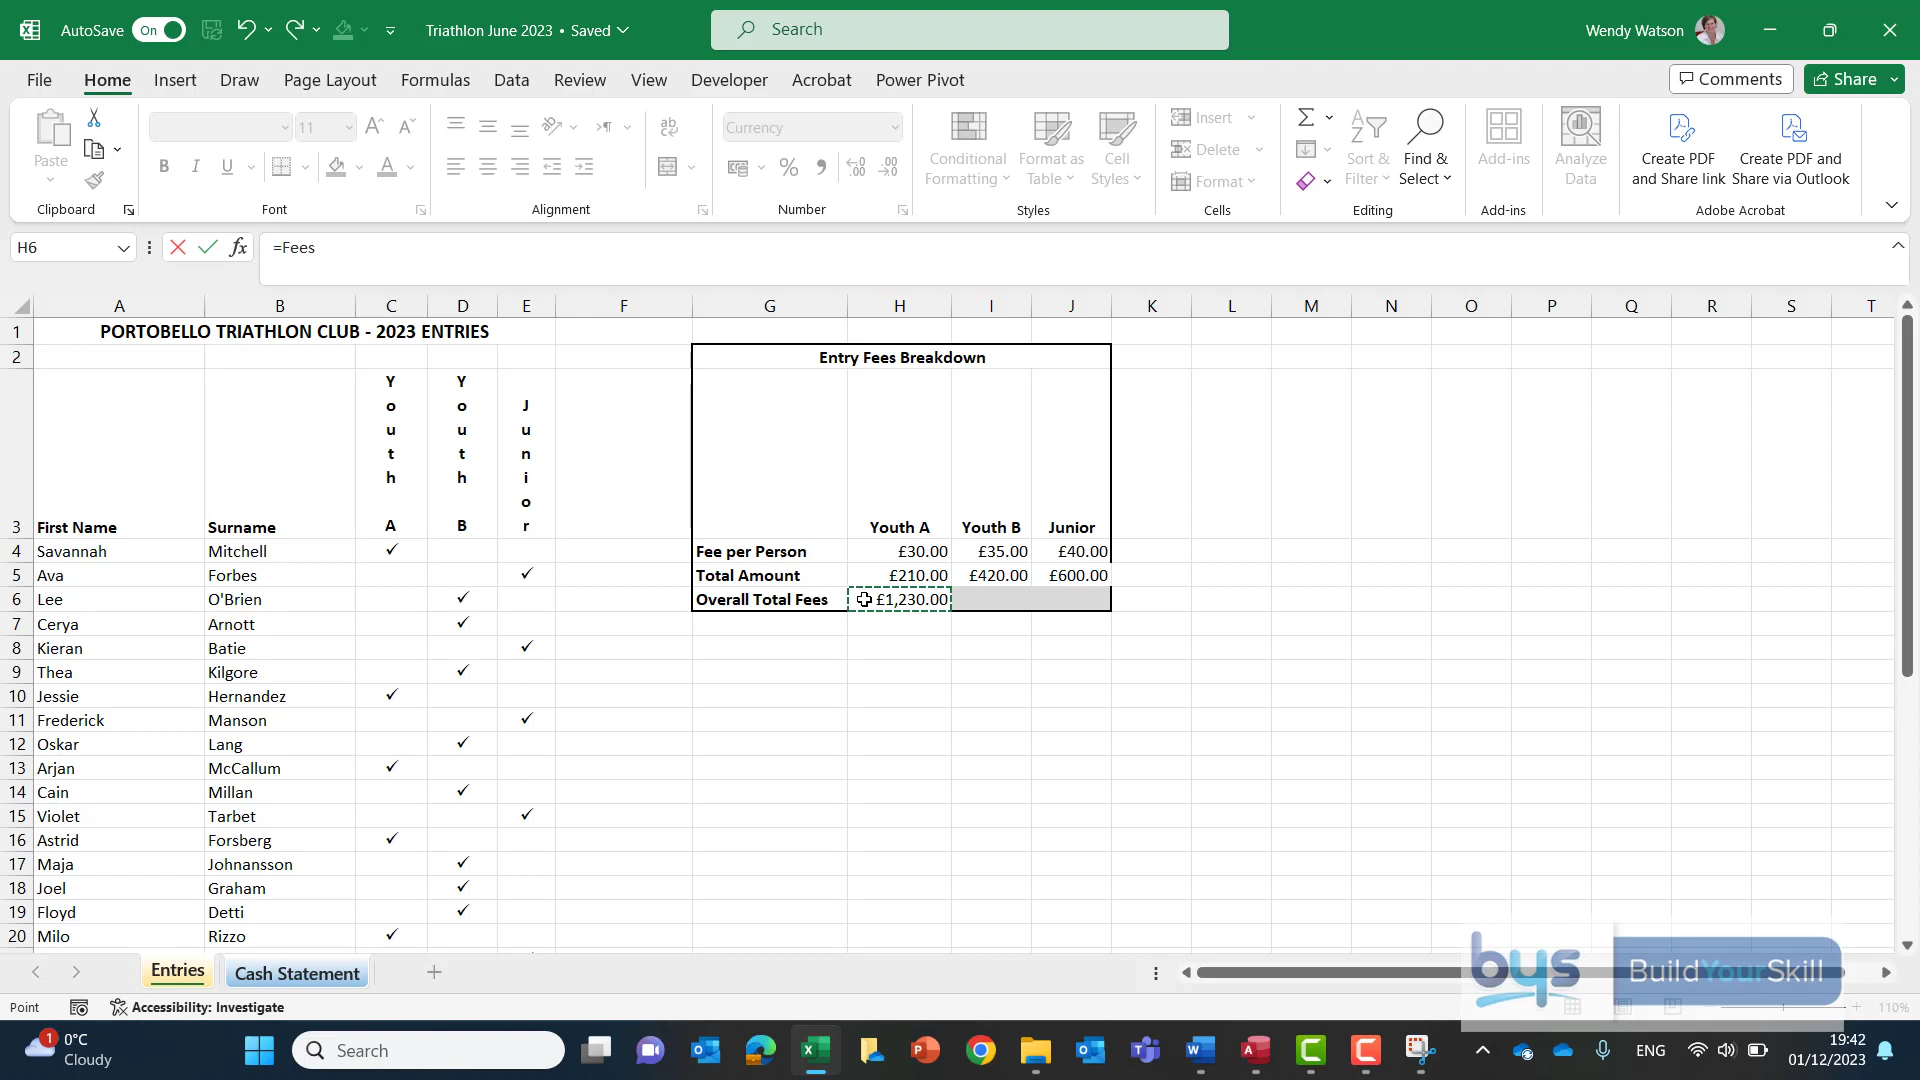 AutoSave On Triathlon June 2023 • Saved Search Wendy Watson
File Home Insert Draw Page Layout Formulas Data Review View Developer Acrobat Power Pivot Comments Share
Paste 11 Currency Conditional Formatting Format as Table Cell Styles Insert Delete Format Sort & Filter Find & Select Add-ins Analyze Data Create PDF and Share link Create PDF and Share via Outlook
Clipboard Font Alignment Number Styles Cells Editing Add-ins Adobe Acrobat
H6 =Fees
A B C D E F G H I J K L M N O P Q R S T
1 PORTOBELLO TRIATHLON CLUB - 2023 ENTRIES
2 Entry Fees Breakdown
3 First Name Surname Youth A Youth B Junior Youth A Youth B Junior
4 Savannah Mitchell ✓ Fee per Person £30.00 £35.00 £40.00
5 Ava Forbes ✓ Total Amount £210.00 £420.00 £600.00
6 Lee O'Brien ✓ Overall Total Fees £1,230.00
7 Cerya Arnott ✓
8 Kieran Batie ✓
9 Thea Kilgore ✓
10 Jessie Hernandez ✓
11 Frederick Manson ✓
12 Oskar Lang ✓
13 Arjan McCallum ✓
14 Cain Millan ✓
15 Violet Tarbet ✓
16 Astrid Forsberg ✓
17 Maja Johnansson ✓
18 Joel Graham ✓
19 Floyd Detti ✓
20 Milo Rizzo ✓
Entries Cash Statement
bys BuildYourSkill
Point Accessibility: Investigate 110%
1 0°C Search ENG 19:42
Cloudy 01/12/2023